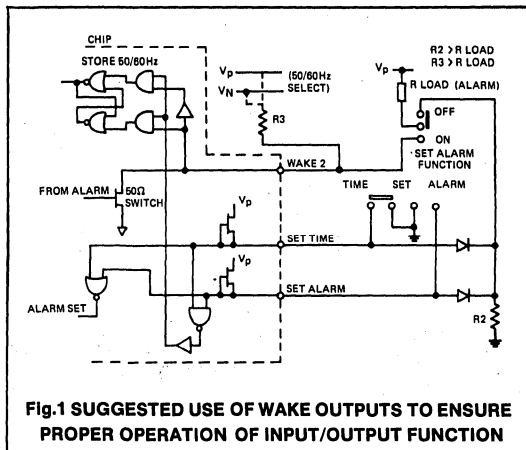 CHIP
STORE 50/60Hz
Vp
(50/60Hz
SELECT)
VN
R3
R2 > R LOAD
R3 > R LOAD
Vp
R LOAD (ALARM)
OFF
ON
SET ALARM
FUNCTION
WAKE 2
FROM ALARM
50Ω
SWITCH
TIME SET ALARM
Vp
SET TIME
Vp
SET ALARM
ALARM SET
R2
Fig.1 SUGGESTED USE OF WAKE OUTPUTS TO ENSURE
PROPER OPERATION OF INPUT/OUTPUT FUNCTION